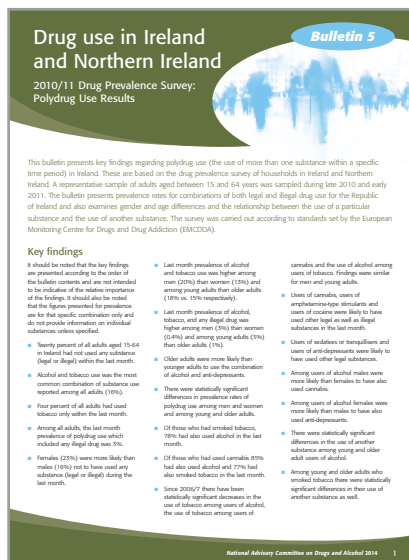 Drug use in Ireland
and Northern Ireland
Bulletin 5
2010/11 Drug Prevalence Survey:
Polydrug Use Results
This bulletin presents key findings regarding polydrug use (the use of more than one substance within a specific
time period) in Ireland. These are based on the drug prevalence survey of households in Ireland and Northern
Ireland. A representative sample of adults aged between 15 and 64 years was sampled during late 2010 and early
2011. The bulletin presents prevalence rates for combinations of both legal and illegal drug use for the Republic
of Ireland and also examines gender and age differences and the relationship between the use of a particular
substance and the use of another substance. The survey was carried out according to standards set by the European
Monitoring Centre for Drugs and Drug Addiction (EMCDDA).
Key findings
It should be noted that the key findings
are presented according to the order of
the bulletin contents and are not intended
to be indicative of the relative importance
of the findings. It should also be noted
that the figures presented for prevalence
are for that specific combination only and
do not provide information on individual
substances unless specified.
Twenty percent of all adults aged 15-64
in Ireland had not used any substance
(legal or illegal) within the last month.
Alcohol and tobacco use was the most
common combination of substance use
reported among all adults (16%).
Four percent of all adults had used
tobacco only within the last month.
Among all adults, the last month
prevalence of polydrug use which
included any illegal drug was 3%.
Females (25%) were more likely than
males (16%) not to have used any
substance (legal or illegal) during the
last month.
Last month prevalence of alcohol
and tobacco use was higher among
men (20%) than women (13%) and
among young adults than older adults
(18% vs. 15% respectively).
Last month prevalence of alcohol,
tobacco, and any illegal drug was
higher among men (3%) than women
(0.4%) and among young adults (3%)
than older adults (1%).
Older adults were more likely than
younger adults to use the combination
of alcohol and anti-depressants.
There were statistically significant
differences in prevalence rates of
polydrug use among men and women
and among young and older adults.
Of those who had smoked tobacco,
78% had also used alcohol in the last
month.
Of those who had used cannabis 85%
had also used alcohol and 77% had
also smoked tobacco in the last month.
Since 2006/7 there have been
statistically significant decreases in the
use of tobacco among users of alcohol,
the use of tobacco among users of
cannabis and the use of alcohol among
users of tobacco. Findings were similar
for men and young adults.
Users of cannabis, users of
amphetamine-type stimulants and
users of cocaine were likely to have
used other legal as well as illegal
substances in the last month.
Users of sedatives or tranquillisers and
users of anti-depressants were likely to
have used other legal substances.
Among users of alcohol males were
more likely than females to have also
used cannabis.
Among users of alcohol females were
more likely than males to have also
used anti-depressants.
There were statistically significant
differences in the use of another
substance among young and older
adult users of alcohol.
Among young and older adults who
smoked tobacco there were statistically
significant differences in their use of
another substance as well.
National Advisory Committee on Drugs and Alcohol 2014 1